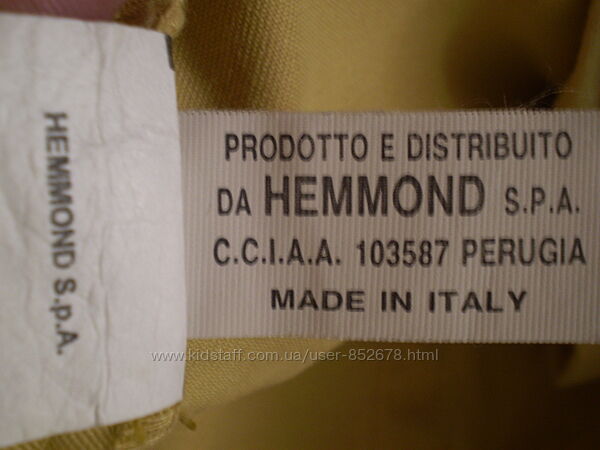 HEMMOND S.p.A.
PRODOTTO E DISTRIBUITO
DA HEMMOND S.P.A.
C.C.I.A.A. 103587 PERUGIA
MADE IN ITALY
www.kidstaff.com.ua/user-852678.html